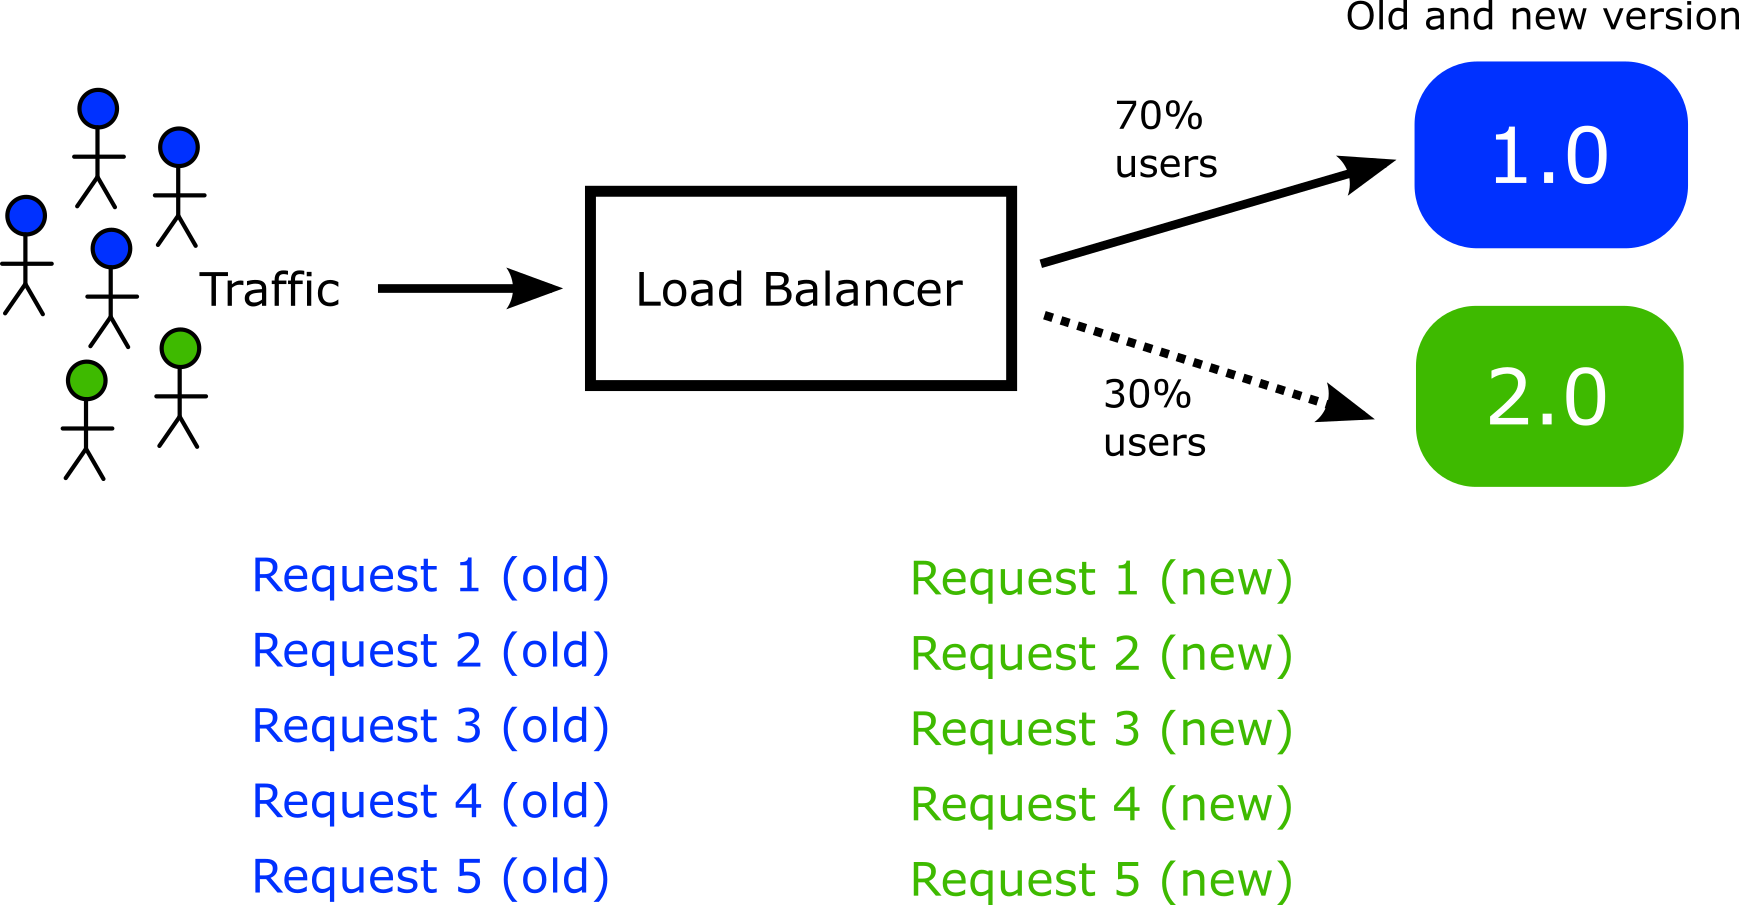 Old and new version
70%
users
1.0
Traffic
Load Balancer
30%
users
2.0
Request 1 (old)
Request 2 (old)
Request 3 (old)
Request 4 (old)
Request 5 (old)
Request 1 (new)
Request 2 (new)
Request 3 (new)
Request 4 (new)
Request 5 (new)